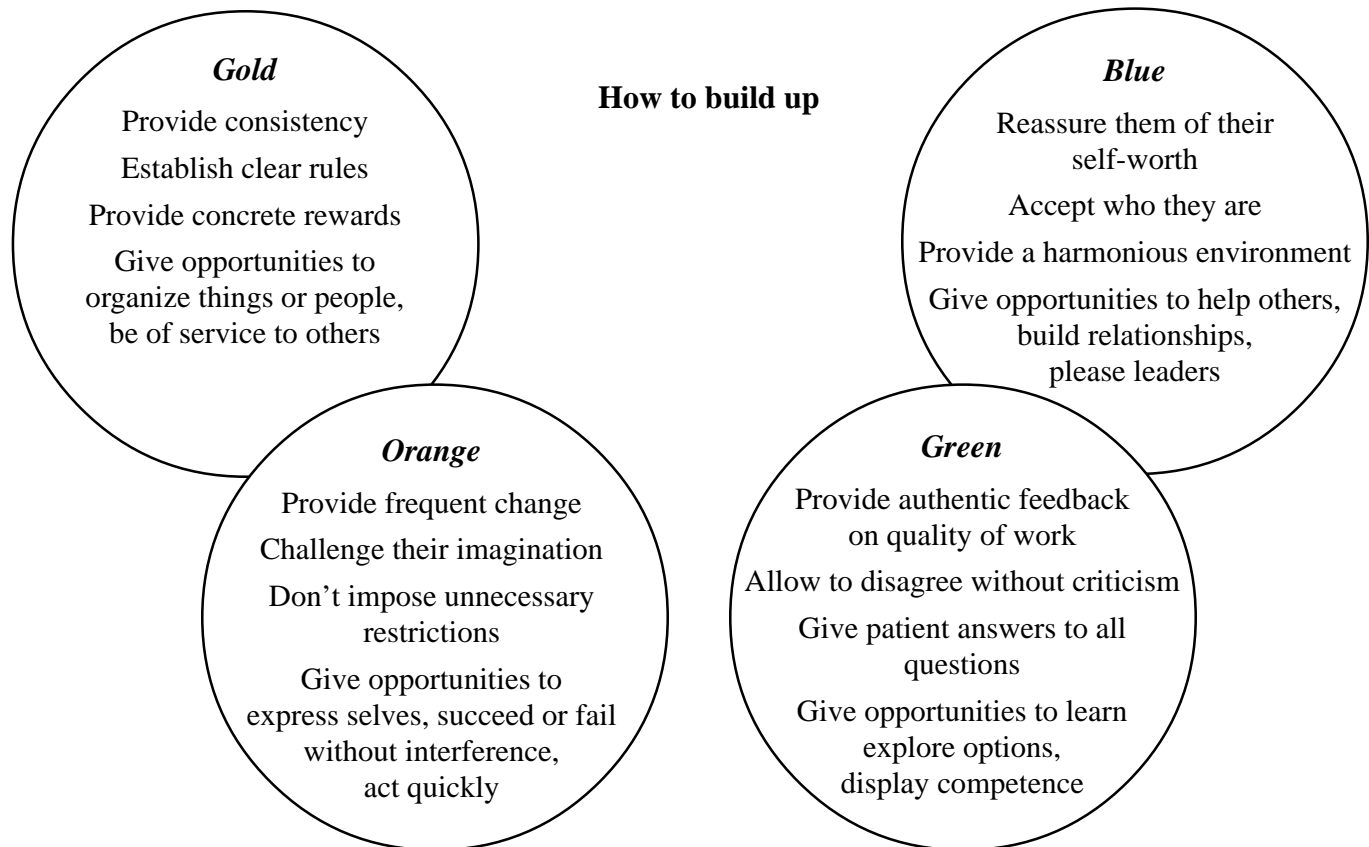 How to build up
Gold
Provide consistency
Establish clear rules
Provide concrete rewards
Give opportunities to
organize things or people,
be of service to others
Blue
Reassure them of their
self-worth
Accept who they are
Provide a harmonious environment
Give opportunities to help others,
build relationships,
please leaders
Orange
Provide frequent change
Challenge their imagination
Don’t impose unnecessary
restrictions
Give opportunities to
express selves, succeed or fail
without interference,
act quickly
Green
Provide authentic feedback
on quality of work
Allow to disagree without criticism
Give patient answers to all
questions
Give opportunities to learn
explore options,
display competence